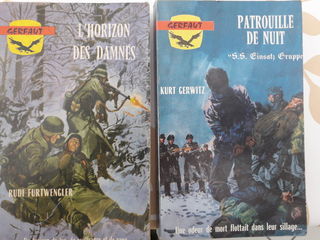 GERFAUT
L'HORIZON
DES DAMNÉS
RUDI FURTWENGLER
GERFAUT
PATROUILLE
DE NUIT
"S.S. Einsatz Gruppe
KURT GERWITZ
Une odeur de mort flottait dans leur sillage...